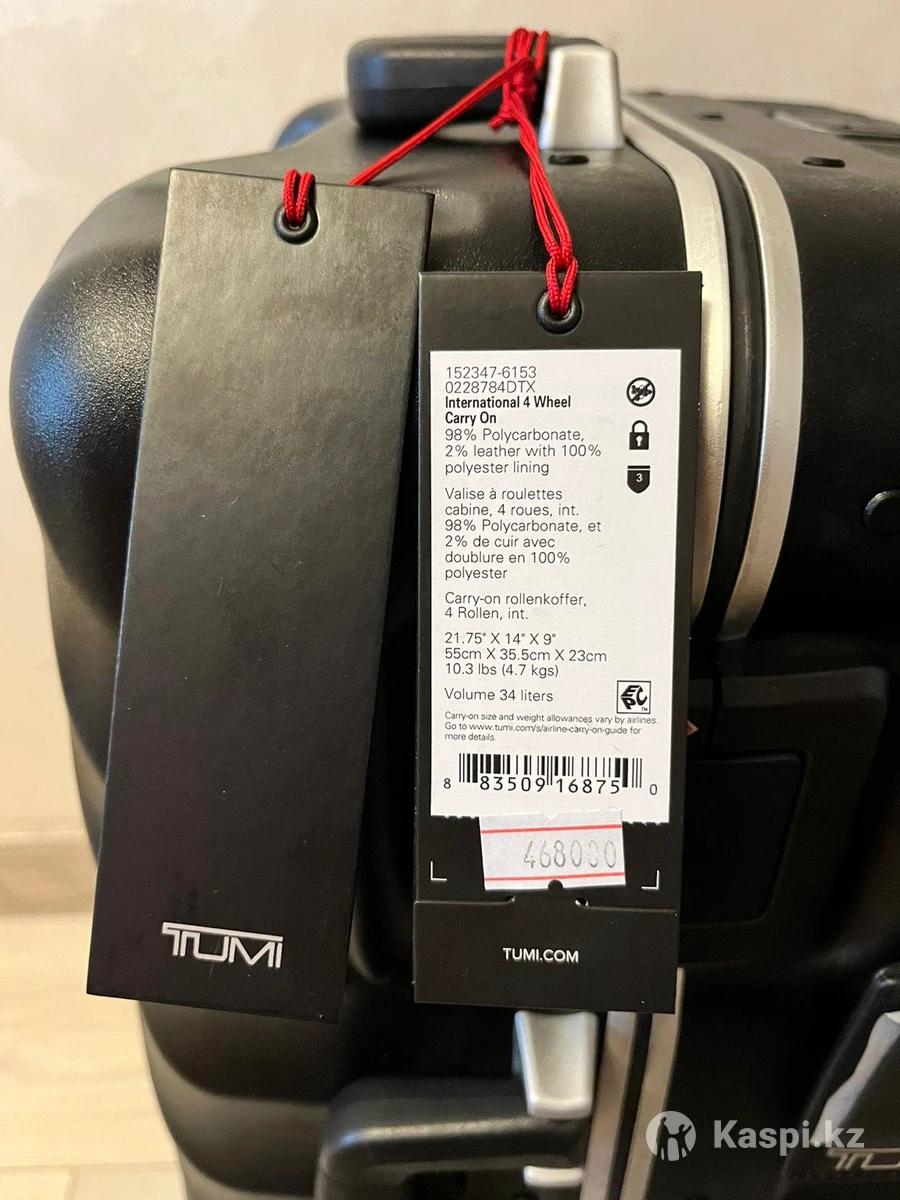 152347-6153
0228784DTX
International 4 Wheel
Carry On
98% Polycarbonate,
2% leather with 100%
polyester lining
3
Valise à roulettes
cabine, 4 roues, int.
98% Polycarbonate, et
2% de cuir avec
doublure en 100%
polyester
Carry-on rollenkoffer,
4 Rollen, int.
21.75" X 14" X 9"
55cm X 35.5cm X 23cm
10.3 lbs (4.7 kgs)
Volume 34 liters
EPC
TM
Carry-on size and weight allowances vary by airlines.
Go to www.tumi.com/s/airline-carry-on-guide for
more details.
8 83509 16875 0
468000
TUMI
TUMI.COM
Kaspi.kz